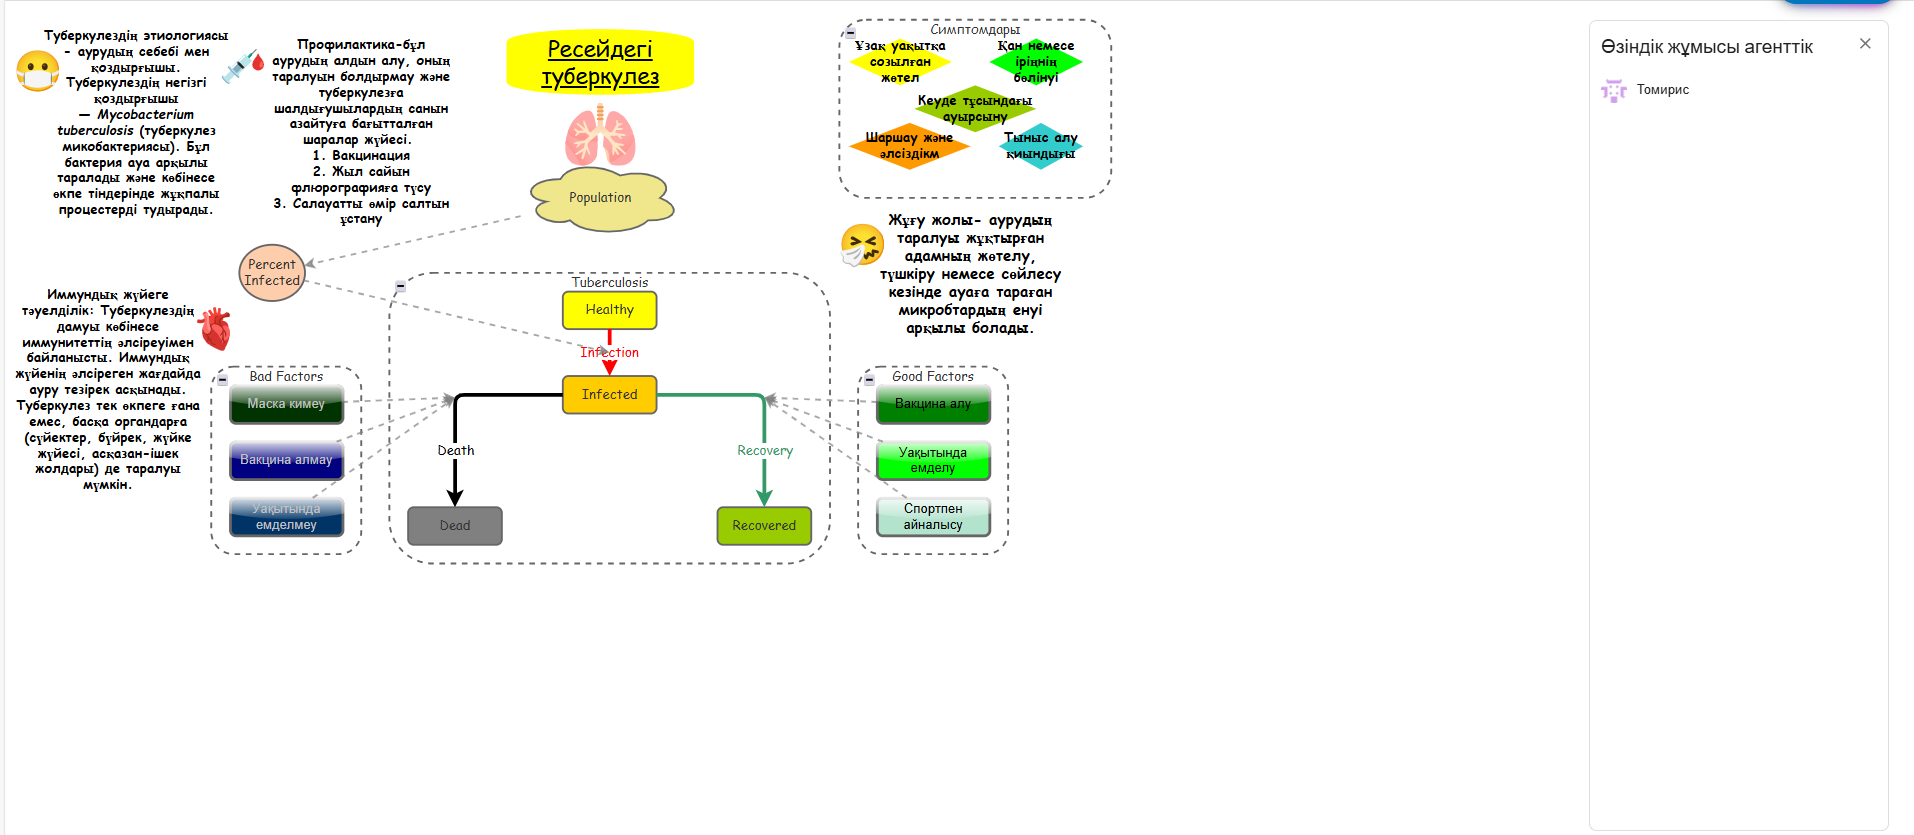 Туберкулездің этиологиясы
- аурудың себебі мен
қоздырғышы.
Туберкулездің негізгі
қоздырғышы
— Mycobacterium
tuberculosis (туберкулез
микобактериясы). Бұл
бактерия ауа арқылы
таралады және көбінесе
өкпе тіндерінде жұқпалы
процестерді тудырады.
Профилактика-бұл
аурудың алдын алу, оның
таралуын болдырмау және
туберкулезға
шалдығушылардың санын
азайтуға бағытталған
шаралар жүйесі.
1. Вакцинация
2. Жыл сайын
флюрографияға түсу
3. Салауатты өмір салтын
ұстану
Ресейдегі
туберкулез
Population
Симптомдары
Ұзақ уақытқа
созылған
жөтел
Қан немесе
іріңнің
бөлінуі
Кеуде тұсындағы
ауырсыну
Шаршау және
әлсіздікм
Тыныс алу
қиындығы
Жұғу жолы- аурудың
таралуы жұқтырған
адамның жөтелу,
түшкіру немесе сөйлесу
кезінде ауаға тараған
микробтардың енуі
арқылы болады.
Percent
Infected
Иммундық жүйеге
тәуелділік: Туберкулездің
дамуы көбінесе
иммунитеттің әлсіреуімен
байланысты. Иммундық
жүйенің әлсіреген жағдайда
ауру тезірек асқынады.
Туберкулез тек өкпеге ғана
емес, басқа органдарға
(сүйектер, бүйрек, жүйке
жүйесі, асқазан-ішек
жолдары) де таралуы
мүмкін.
Bad Factors
Маска кимеу
Вакцина алмау
Уақытында
емделмеу
Tuberculosis
Healthy
Infection
Infected
Death
Recovery
Dead
Recovered
Good Factors
Вакцина алу
Уақытында
емделу
Спортпен
айналысу
Өзіндік жұмысы агенттік
Томирис